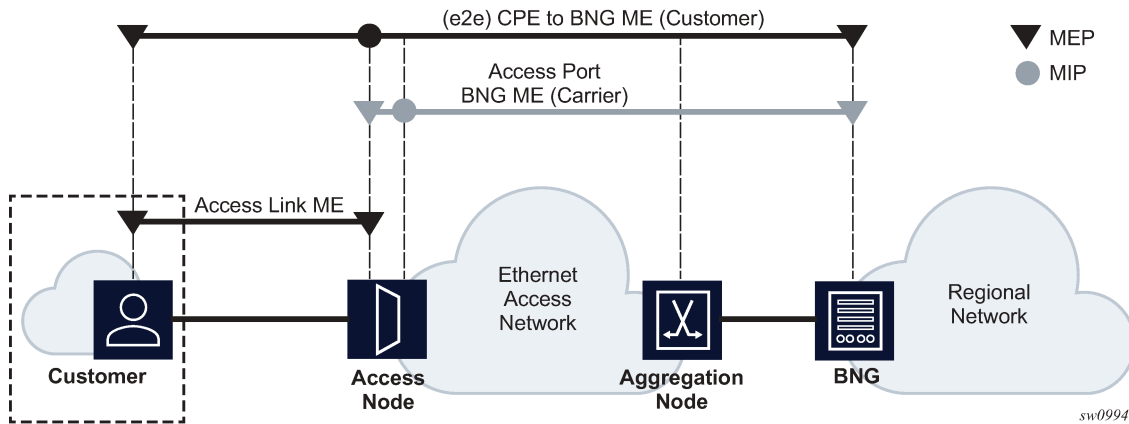 (e2e) CPE to BNG ME (Customer)
MEP
MIP
Access Port
BNG ME (Carrier)
Access Link ME
Ethernet
Access
Network
Regional
Network
Customer
Access
Node
Aggregation
Node
BNG
sw0994